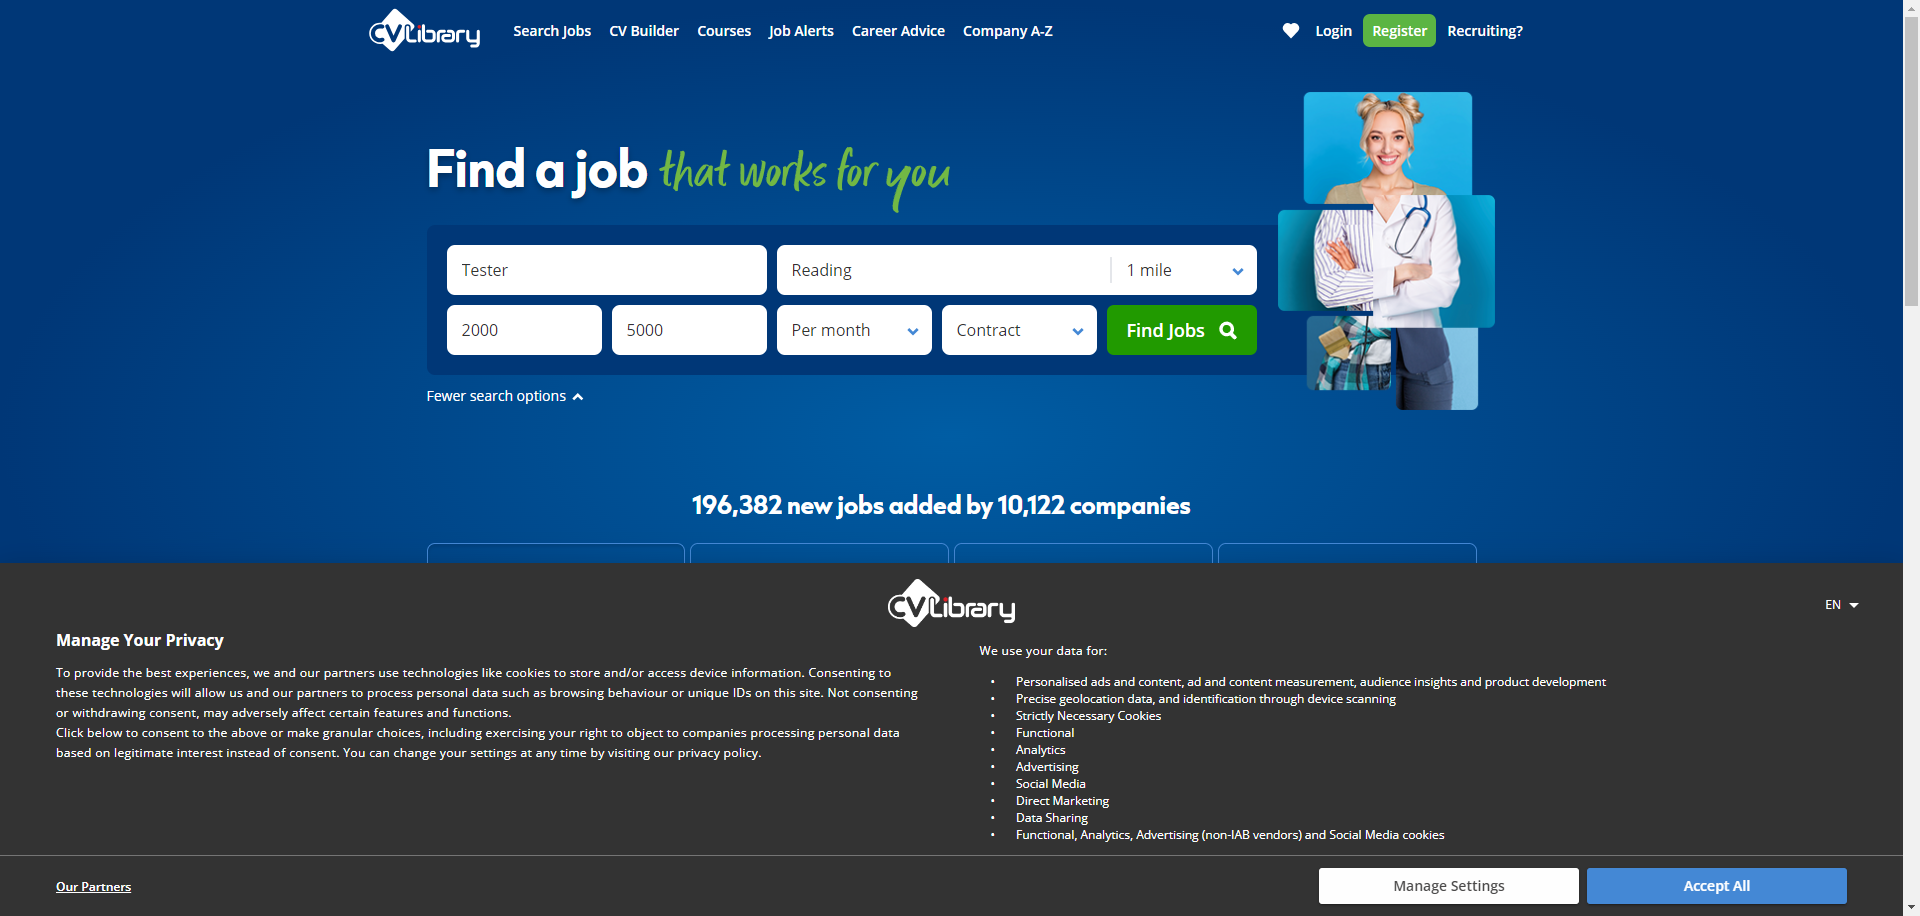 CVLibrary
Search Jobs
CV Builder
Courses
Job Alerts
Career Advice
Company A-Z
Login
Register
Recruiting?
Find a job that works for you
Tester
Reading
1 mile
2000
5000
Per month
Contract
Find Jobs
Fewer search options
196,382 new jobs added by 10,122 companies
CVLibrary
EN
Manage Your Privacy
To provide the best experiences, we and our partners use technologies like cookies to store and/or access device information. Consenting to
these technologies will allow us and our partners to process personal data such as browsing behaviour or unique IDs on this site. Not consenting
or withdrawing consent, may adversely affect certain features and functions.
Click below to consent to the above or make granular choices, including exercising your right to object to companies processing personal data
based on legitimate interest instead of consent. You can change your settings at any time by visiting our privacy policy.
We use your data for:
• Personalised ads and content, ad and content measurement, audience insights and product development
• Precise geolocation data, and identification through device scanning
• Strictly Necessary Cookies
• Functional
• Analytics
• Advertising
• Social Media
• Direct Marketing
• Data Sharing
• Functional, Analytics, Advertising (non-IAB vendors) and Social Media cookies
Our Partners
Manage Settings
Accept All